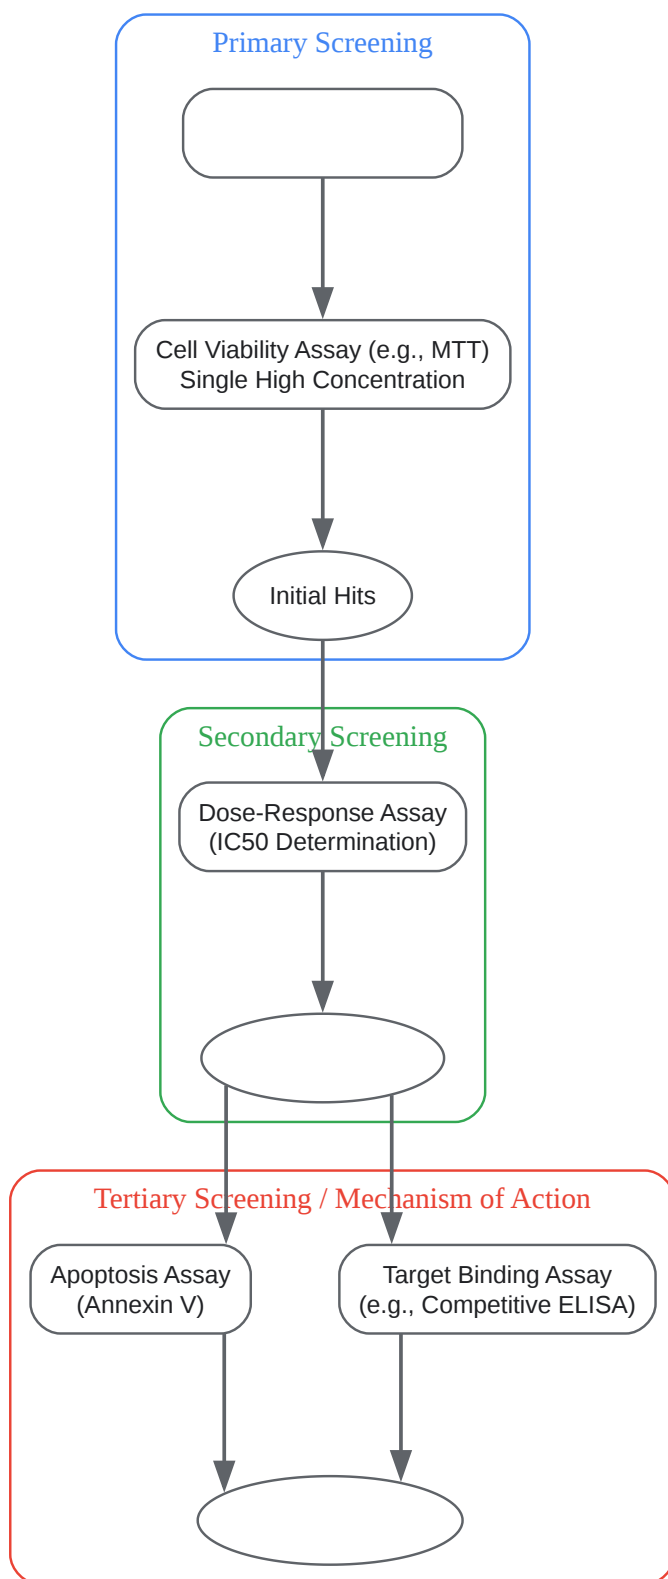 Primary Screening
Cell Viability Assay (e.g., MTT)
Single High Concentration
Initial Hits
Secondary Screening
Dose-Response Assay
(IC50 Determination)
Tertiary Screening / Mechanism of Action
Apoptosis Assay
(Annexin V)
Target Binding Assay
(e.g., Competitive ELISA)